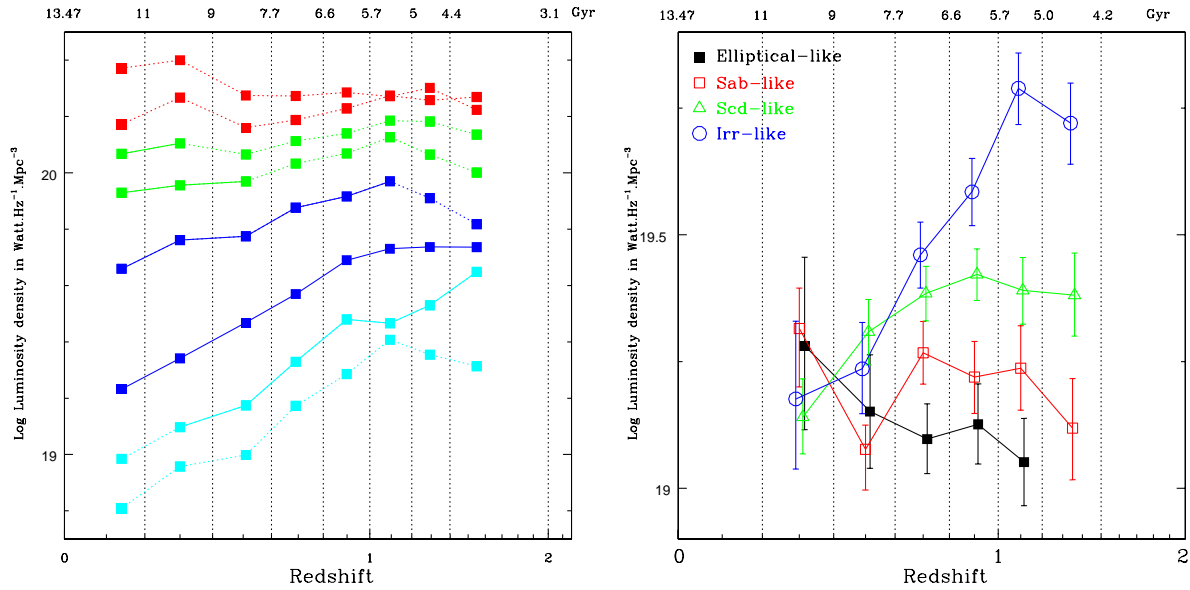 13.47 11 9 7.7 6.6 5.7 5 4.4 3.1 Gyr
20
19
Log Luminosity density in Watt.Hz⁻¹.Mpc⁻³
0 1 2
Redshift
13.47 11 9 7.7 6.6 5.7 5.0 4.2 Gyr
Elliptical-like
Sab-like
Scd-like
Irr-like
19.5
19
Log Luminosity density in Watt.Hz⁻¹.Mpc⁻³
0 1 2
Redshift